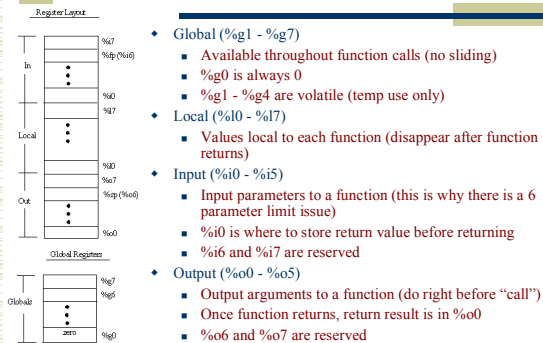 Register Layout
%i7
%fp (%i6)
In
%i0
%l7
Local
%l0
%o7
%sp (%o6)
Out
%o0
Global Registers
%g7
%g6
Globals
zero
%g0
Global (%g1 - %g7)
Available throughout function calls (no sliding)
%g0 is always 0
%g1 - %g4 are volatile (temp use only)
Local (%l0 - %l7)
Values local to each function (disappear after function
returns)
Input (%i0 - %i5)
Input parameters to a function (this is why there is a 6
parameter limit issue)
%i0 is where to store return value before returning
%i6 and %i7 are reserved
Output (%o0 - %o5)
Output arguments to a function (do right before “call”)
Once function returns, return result is in %o0
%o6 and %o7 are reserved